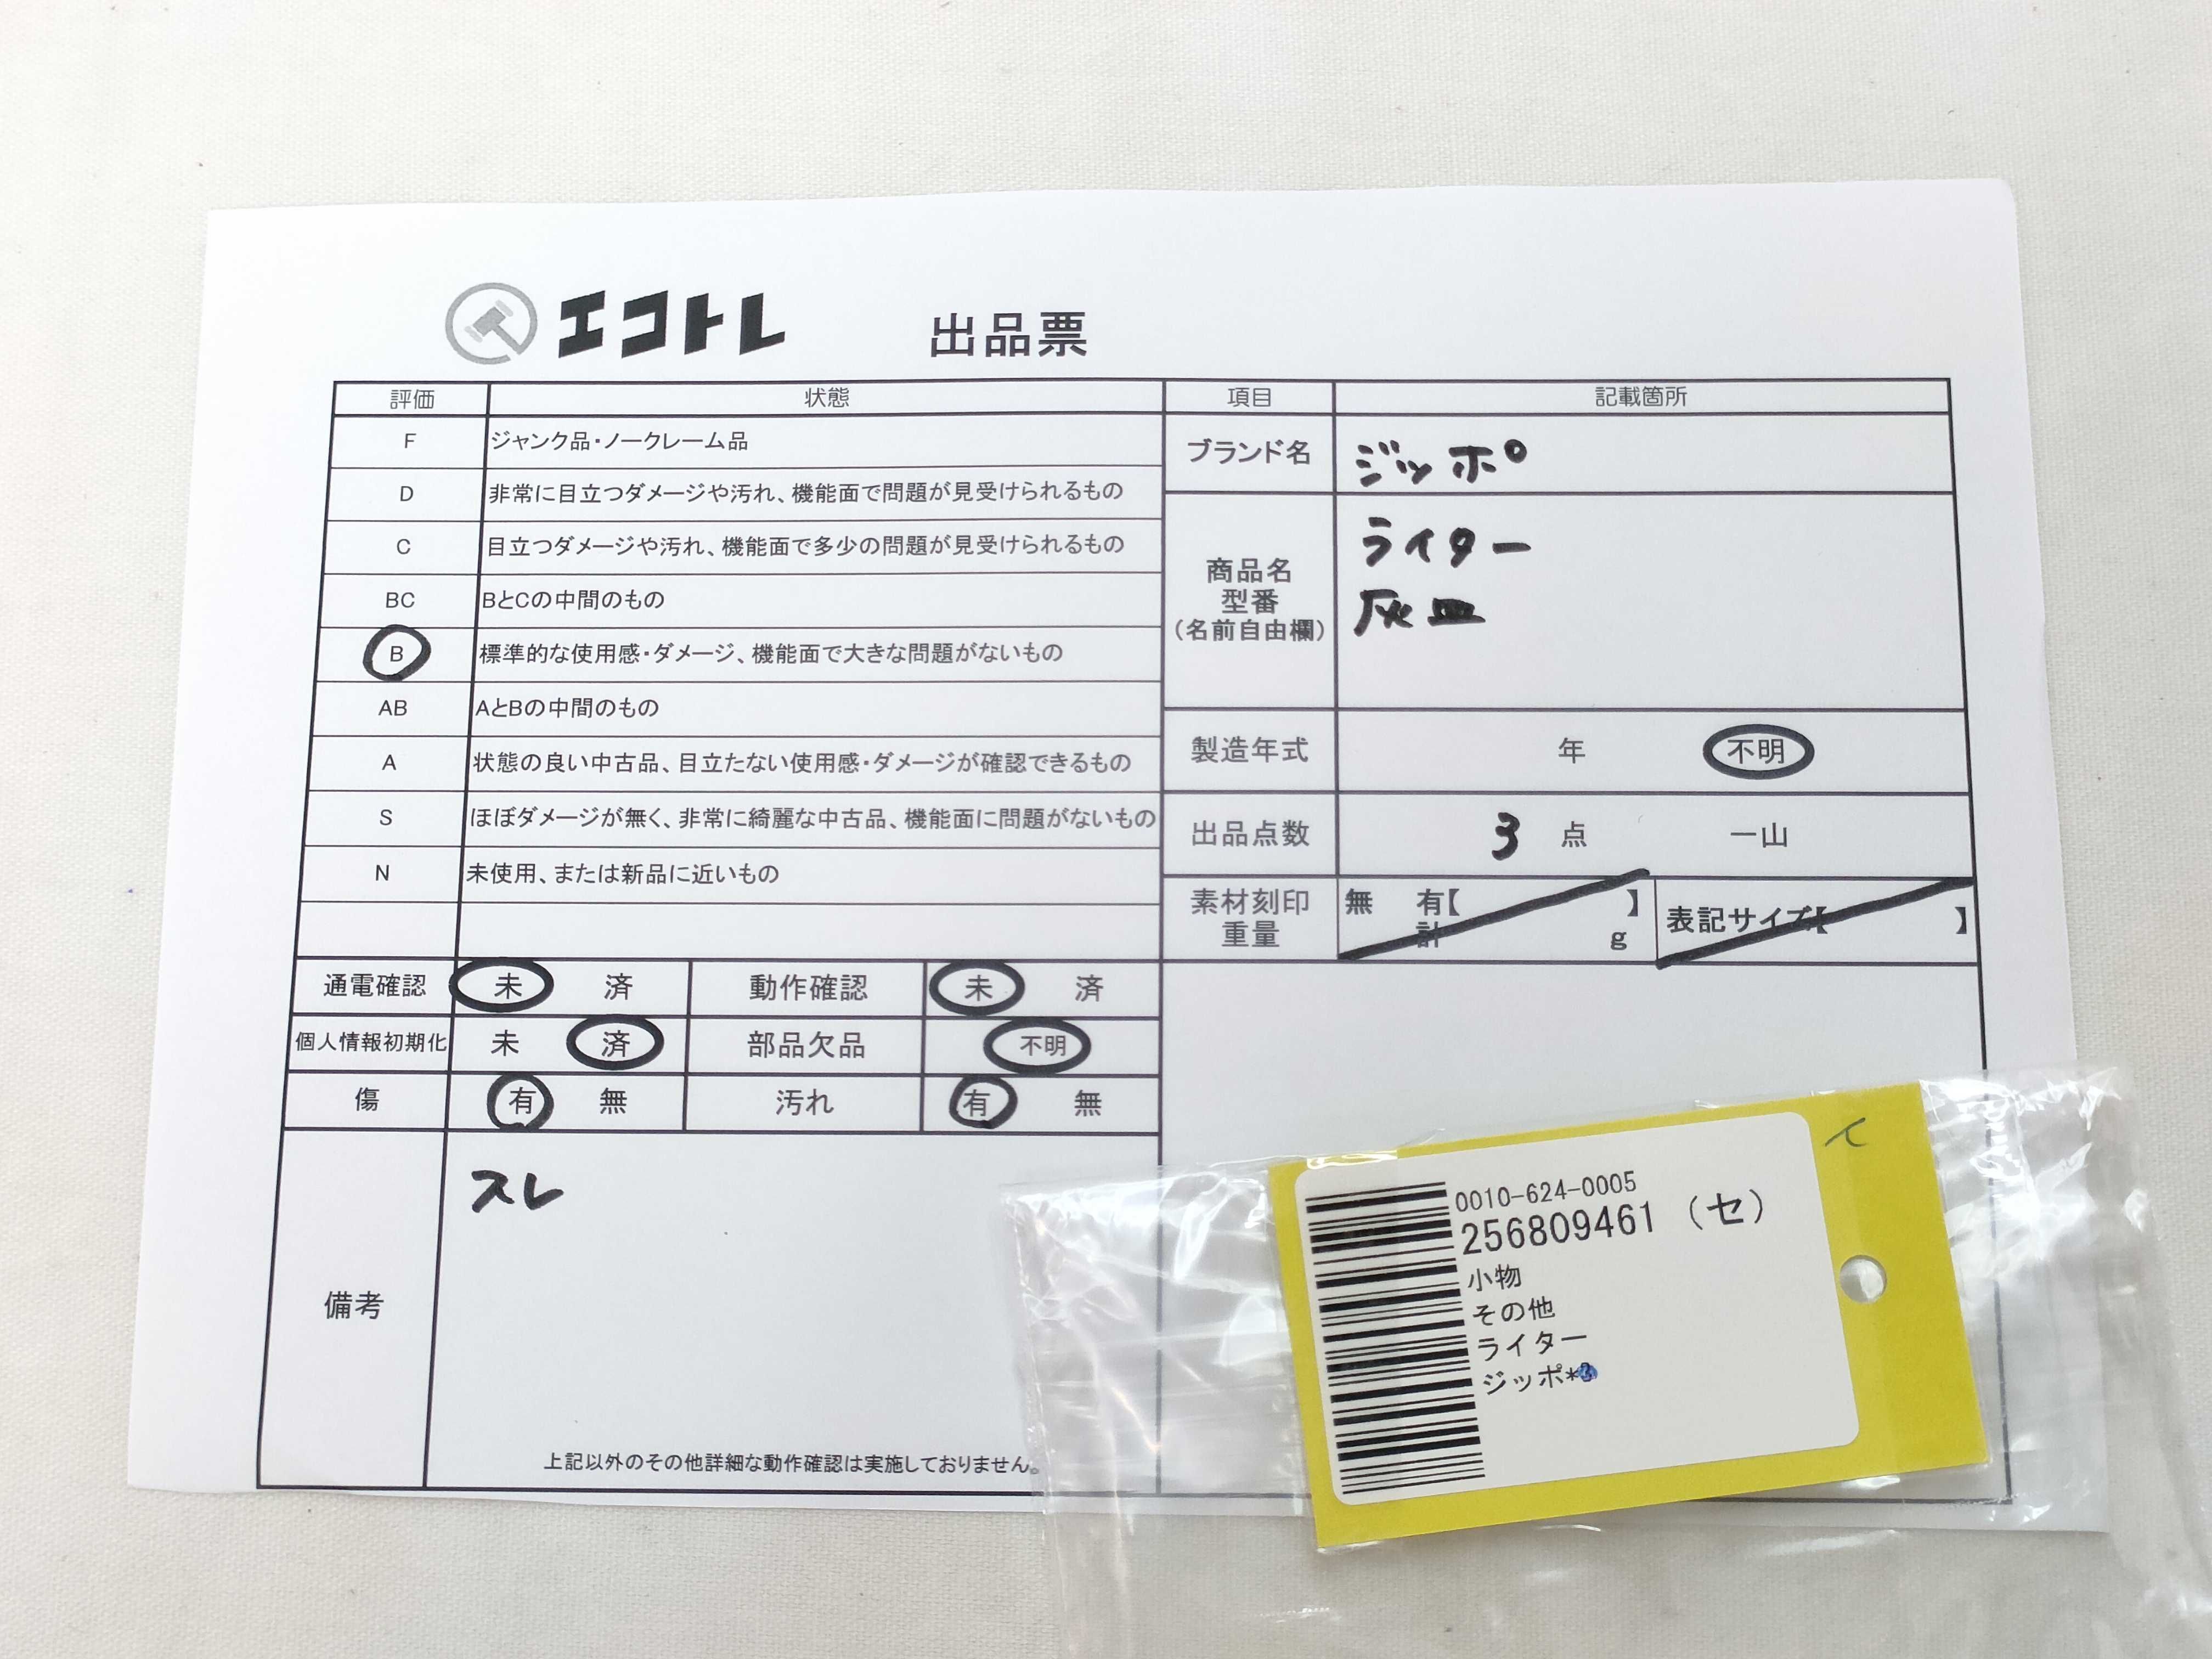 エコトレ 出品票
評価 状態
F ジャンク品・ノークレーム品
D 非常に目立つダメージや汚れ、機能面で問題が見受けられるもの
C 目立つダメージや汚れ、機能面で多少の問題が見受けられるもの
BC BとCの中間のもの
B 標準的な使用感・ダメージ、機能面で大きな問題がないもの
AB AとBの中間のもの
A 状態の良い中古品、目立たない使用感・ダメージが確認できるもの
S ほぼダメージが無く、非常に綺麗な中古品、機能面に問題がないもの
N 未使用、または新品に近いもの
通電確認 未 済 動作確認 未 済
個人情報初期化 未 済 部品欠品 不明
傷 有 無 汚れ 有 無
備考
スレ
上記以外のその他詳細な動作確認は実施しておりません。
項目 記載箇所
ブランド名 ジッポ
商品名
型番
(名前自由欄)
ライター
灰皿
製造年式 年 不明
出品点数 3 点 一山
素材刻印
重量
無 有【 】
計 g
表記サイズ【 】
0010-624-0005
256809461 (セ)
小物
その他
ライター
ジッポ*